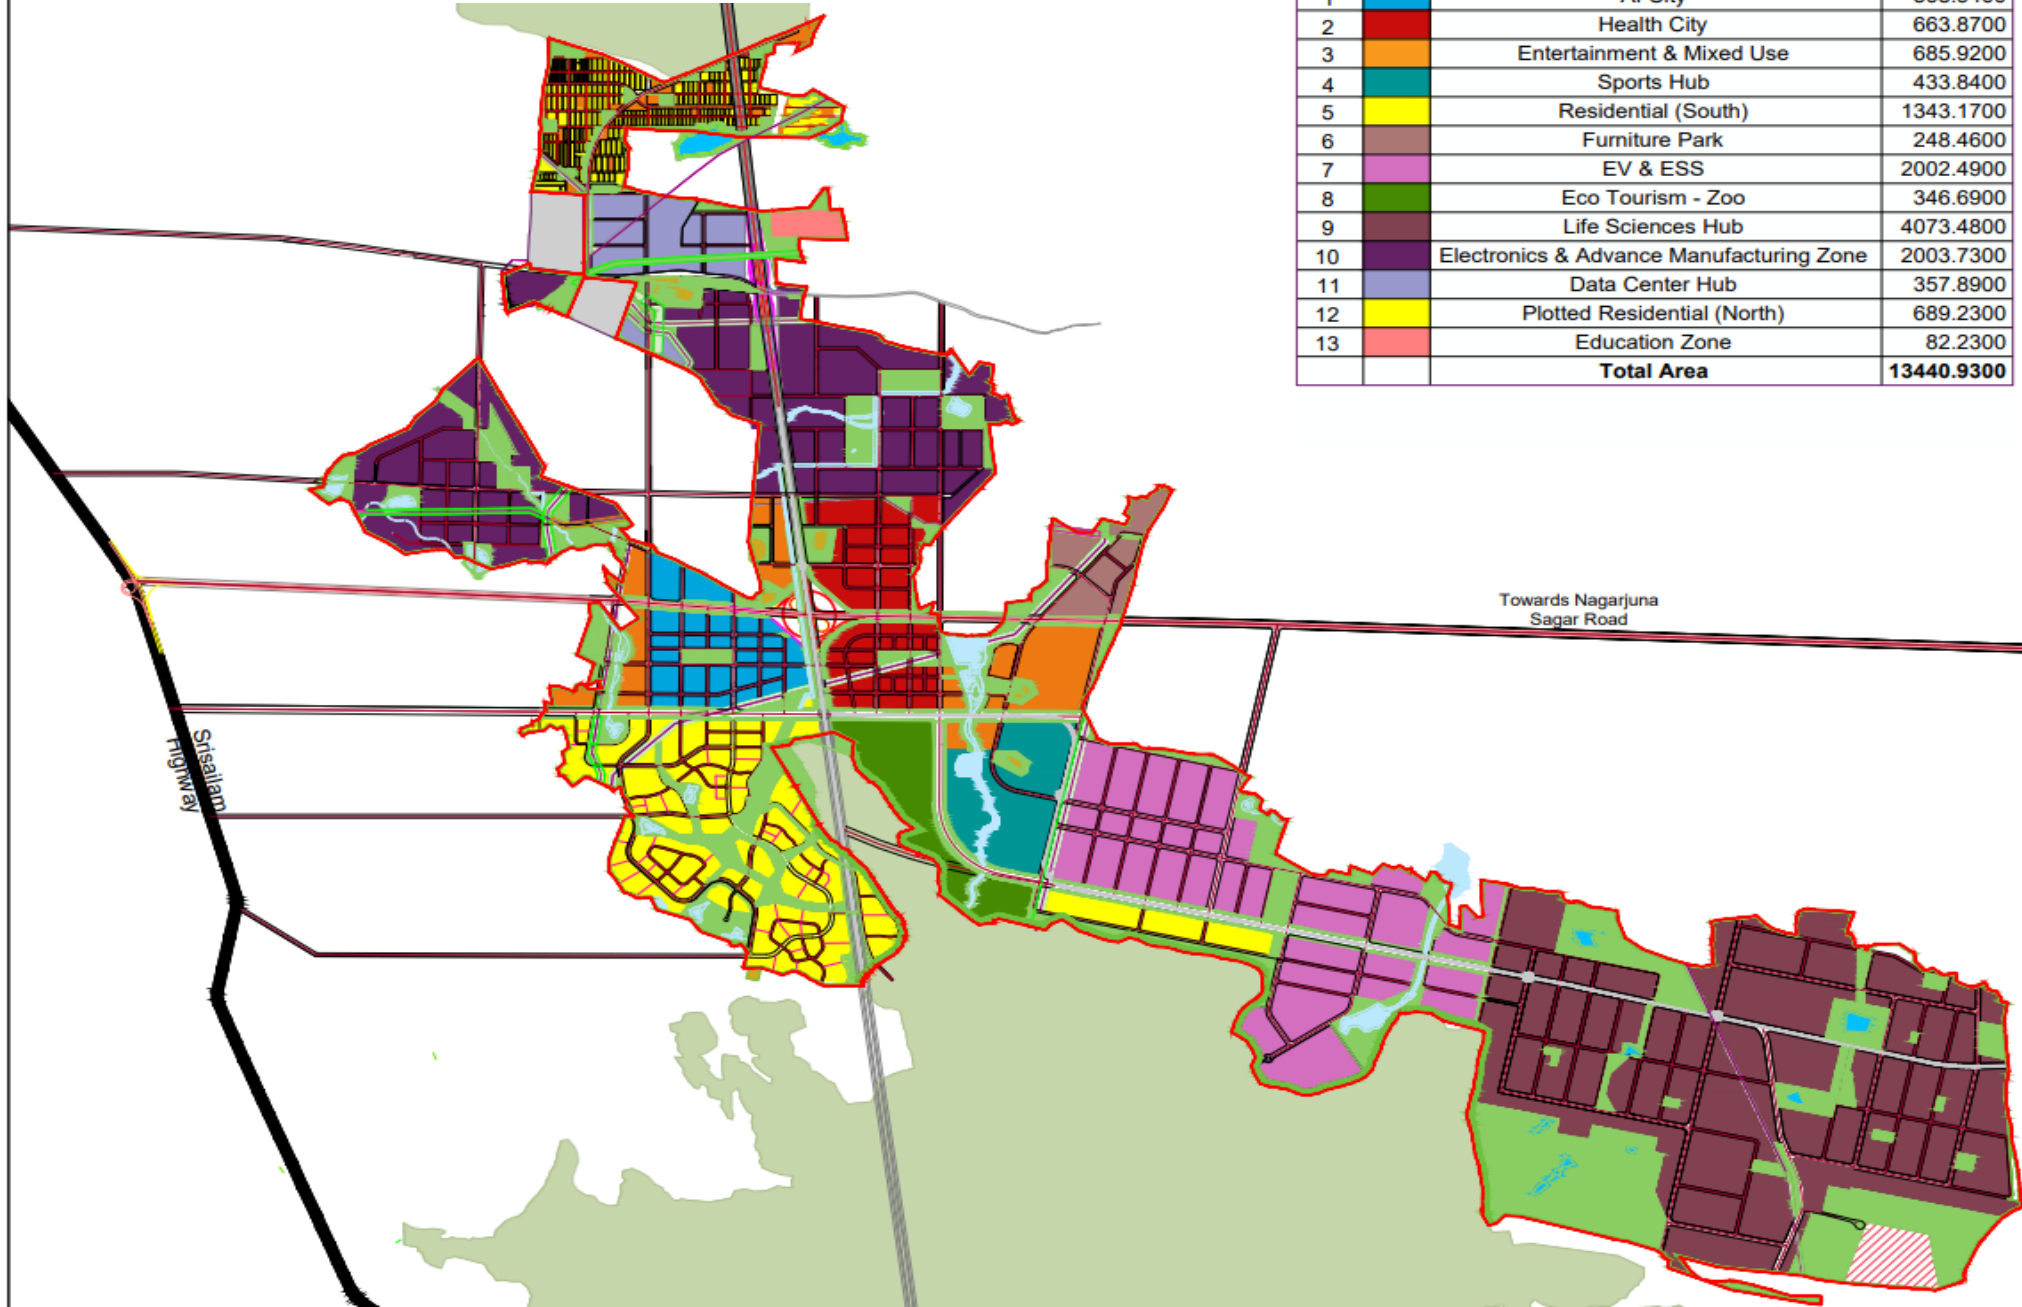 2 Health City 663.8700
3 Entertainment & Mixed Use 685.9200
4 Sports Hub 433.8400
5 Residential (South) 1343.1700
6 Furniture Park 248.4600
7 EV & ESS 2002.4900
8 Eco Tourism - Zoo 346.6900
9 Life Sciences Hub 4073.4800
10 Electronics & Advance Manufacturing Zone 2003.7300
11 Data Center Hub 357.8900
12 Plotted Residential (North) 689.2300
13 Education Zone 82.2300
Total Area 13440.9300
Towards Nagarjuna
Sagar Road
Srisailam
Highway